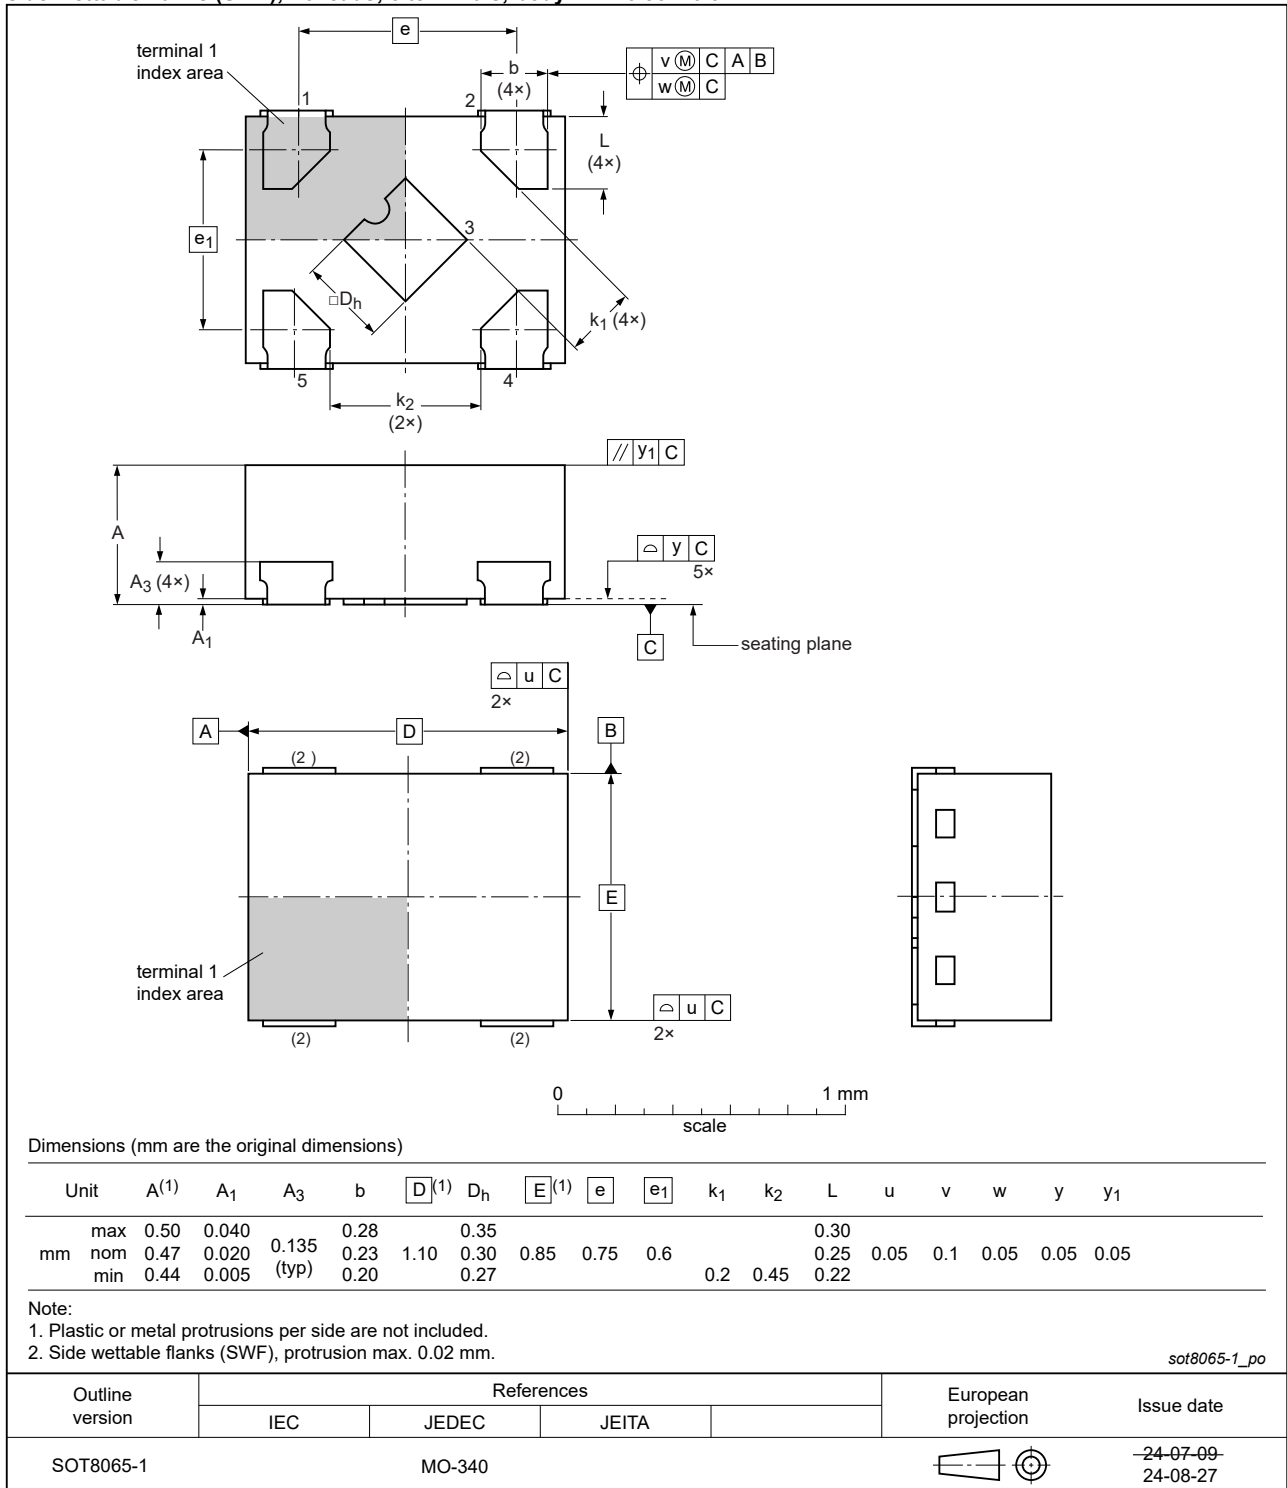 e
terminal 1
index area
b
(4×)
v Ⓜ C A B
w Ⓜ C
1
2
L
(4×)
e1
3
□Dh
k1 (4×)
5
4
k2
(2×)
// y1 C
A
A3 (4×)
A1
⌓ y C
5×
C
seating plane
⌓ u C
2×
A
D
B
(2 )
(2)
E
terminal 1
index area
⌓ u C
2×
(2)
(2)
0
1 mm
scale
Dimensions (mm are the original dimensions)
Unit A(1) A1 A3 b D(1) Dh E(1) e e1 k1 k2 L u v w y y1
mm
max 0.50 0.040 0.28 0.35 0.30
nom 0.47 0.020 0.135 (typ) 0.23 1.10 0.30 0.85 0.75 0.6 0.25 0.05 0.1 0.05 0.05 0.05
min 0.44 0.005 0.20 0.27 0.2 0.45 0.22
Note:
1. Plastic or metal protrusions per side are not included.
2. Side wettable flanks (SWF), protrusion max. 0.02 mm.
sot8065-1_po
Outline version
References
European projection
Issue date
IEC JEDEC JEITA
SOT8065-1
MO-340
24-07-09
24-08-27